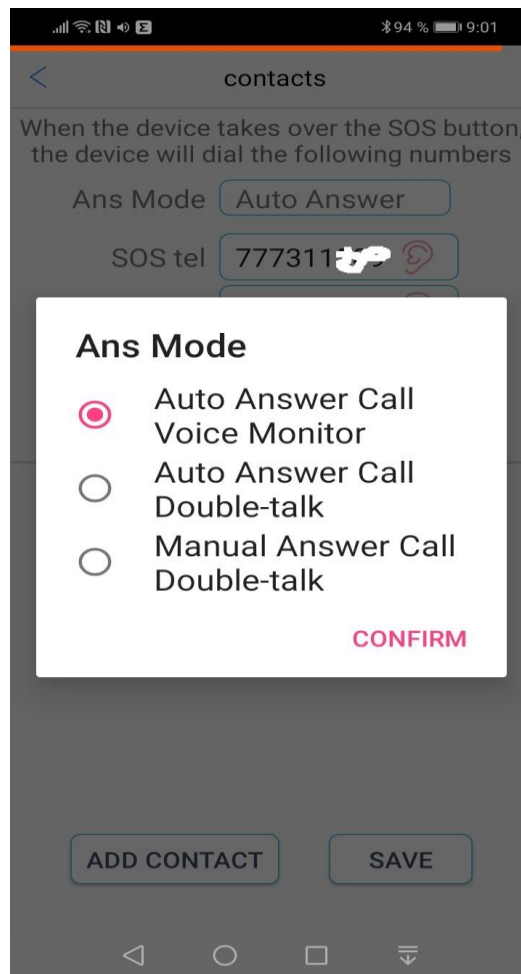 94 % 9:01
contacts
When the device takes over the SOS button,
the device will dial the following numbers
Ans Mode Auto Answer
SOS tel 777311
Ans Mode
Auto Answer Call
Voice Monitor
Auto Answer Call
Double-talk
Manual Answer Call
Double-talk
CONFIRM
ADD CONTACT SAVE